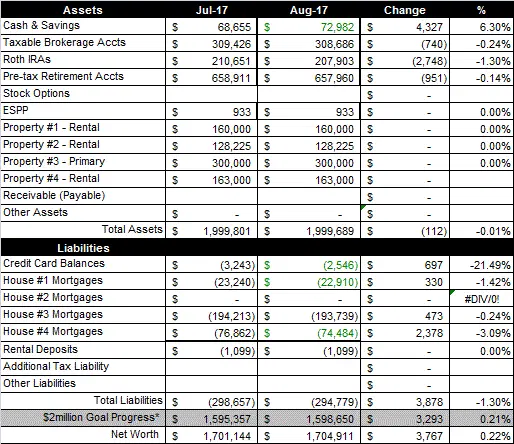 Assets Jul-17 Aug-17 Change %
Cash & Savings $ 68,655 $ 72,982 $ 4,327 6.30%
Taxable Brokerage Accts $ 309,426 $ 308,686 $ (740) -0.24%
Roth IRAs $ 210,651 $ 207,903 $ (2,748) -1.30%
Pre-tax Retirement Accts $ 658,911 $ 657,960 $ (951) -0.14%
Stock Options $ -
ESPP $ 933 $ 933 $ - 0.00%
Property #1 - Rental $ 160,000 $ 160,000 $ - 0.00%
Property #2 - Rental $ 128,225 $ 128,225 $ - 0.00%
Property #3 - Primary $ 300,000 $ 300,000 $ - 0.00%
Property #4 - Rental $ 163,000 $ 163,000 $ -
Receivable (Payable) $ -
Other Assets $ - $ - $ -
Total Assets $ 1,999,801 $ 1,999,689 $ (112) -0.01%
Liabilities
Credit Card Balances $ (3,243) $ (2,546) $ 697 -21.49%
House #1 Mortgages $ (23,240) $ (22,910) $ 330 -1.42%
House #2 Mortgages $ - $ - $ - #DIV/0!
House #3 Mortgages $ (194,213) $ (193,739) $ 473 -0.24%
House #4 Mortgages $ (76,862) $ (74,484) $ 2,378 -3.09%
Rental Deposits $ (1,099) $ (1,099) $ - 0.00%
Additional Tax Liability $ -
Other Liabilities $ -
Total Liabilities $ (298,657) $ (294,779) $ 3,878 -1.30%
$2million Goal Progress* $ 1,595,357 $ 1,598,650 $ 3,293 0.21%
Net Worth $ 1,701,144 $ 1,704,911 $ 3,767 0.22%